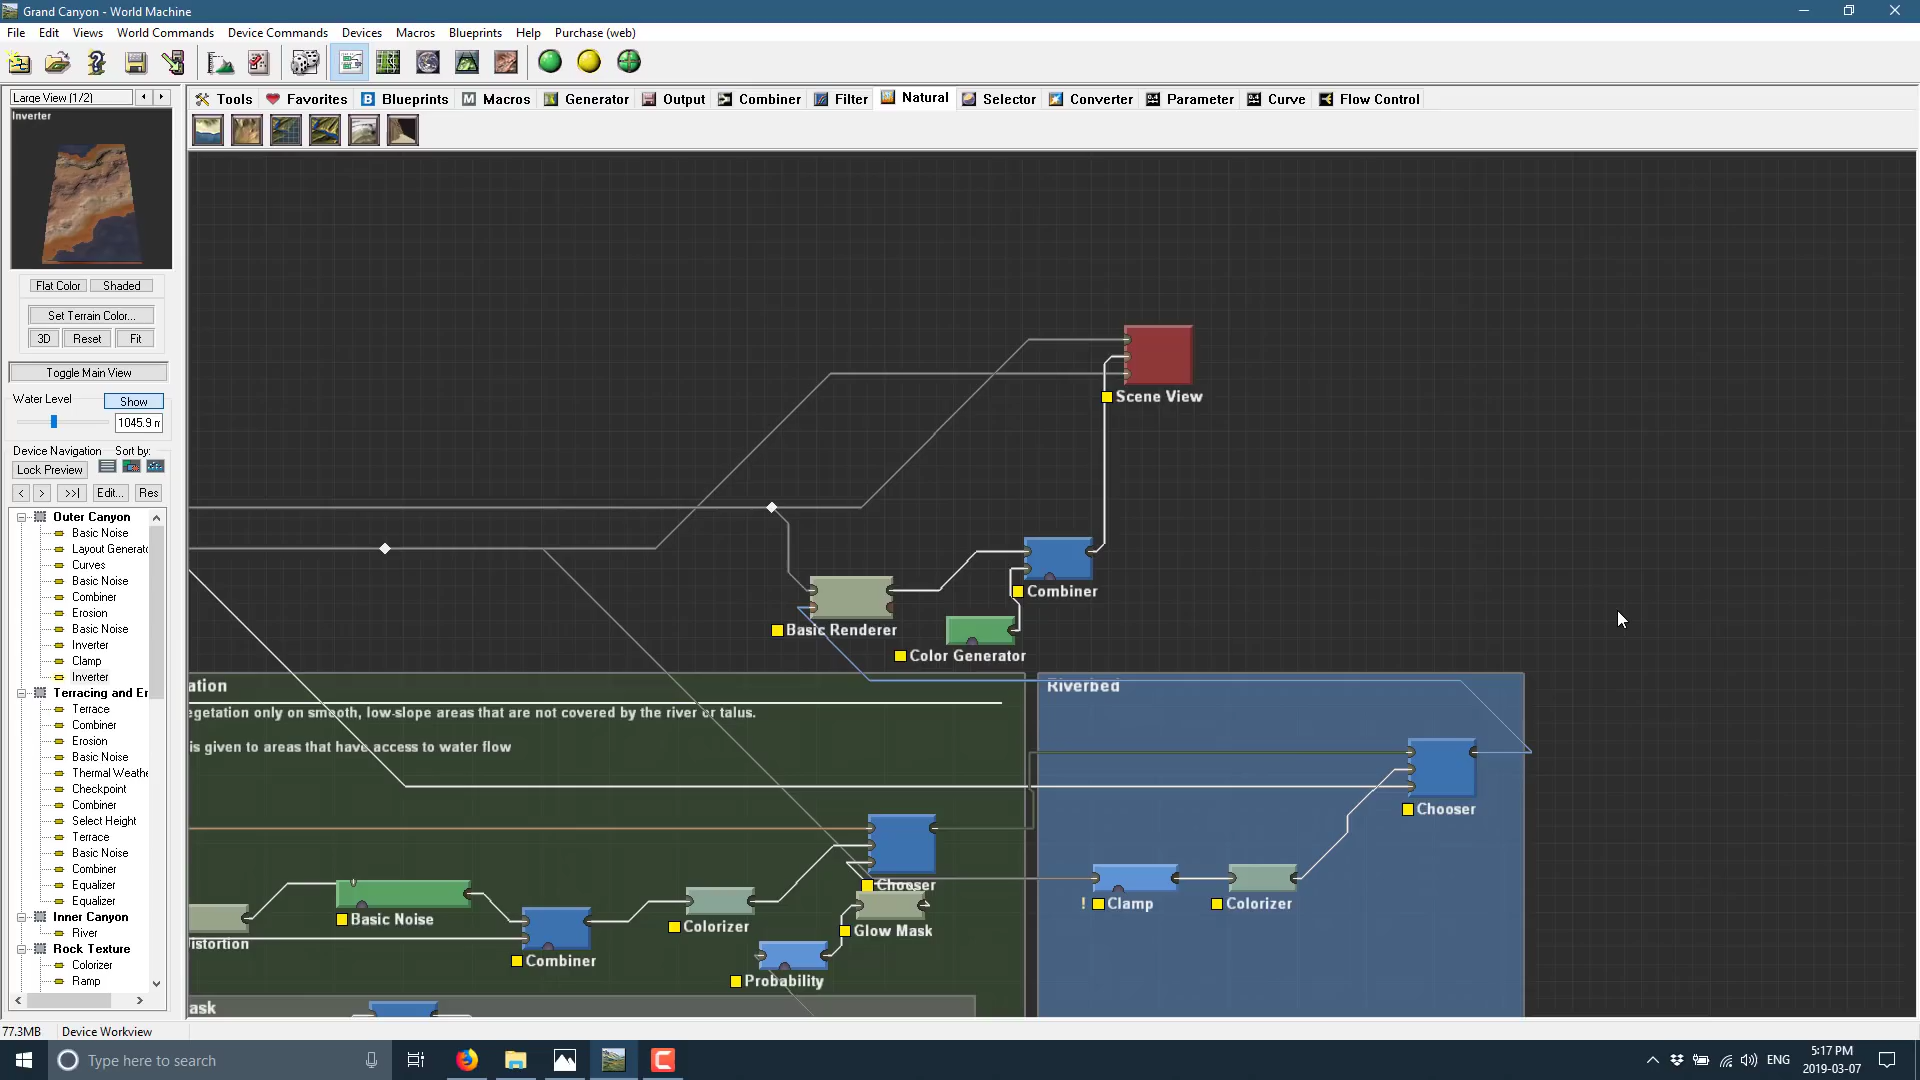 Grand Canyon - World Machine
File Edit Views World Commands Device Commands Devices Macros Blueprints Help Purchase (web)
Large View (1/2)
Tools Favorites Blueprints Macros Generator Output Combiner Filter Natural Selector Converter Parameter Curve Flow Control
Inverter
Flat Color Shaded
Set Terrain Color...
3D Reset Fit
Toggle Main View
Water Level Show
1045.9 m
Device Navigation Sort by:
Lock Preview
< > >>| Edit... Res
Outer Canyon
Basic Noise
Layout Generato
Curves
Basic Noise
Combiner
Erosion
Basic Noise
Inverter
Clamp
Inverter
Terracing and Er
Terrace
Combiner
Erosion
Basic Noise
Thermal Weathe
Checkpoint
Combiner
Select Height
Terrace
Basic Noise
Combiner
Equalizer
Equalizer
Inner Canyon
River
Rock Texture
Colorizer
Ramp
Scene View
Combiner
Basic Renderer
Color Generator
ation
egetation only on smooth, low-slope areas that are not covered by the river or talus.
is given to areas that have access to water flow
Riverbed
Chooser
Chooser
Clamp
Colorizer
Basic Noise
istortion
Colorizer
Glow Mask
Combiner
Probability
ask
77.3MB Device Workview
Type here to search
ENG
5:17 PM
2019-03-07